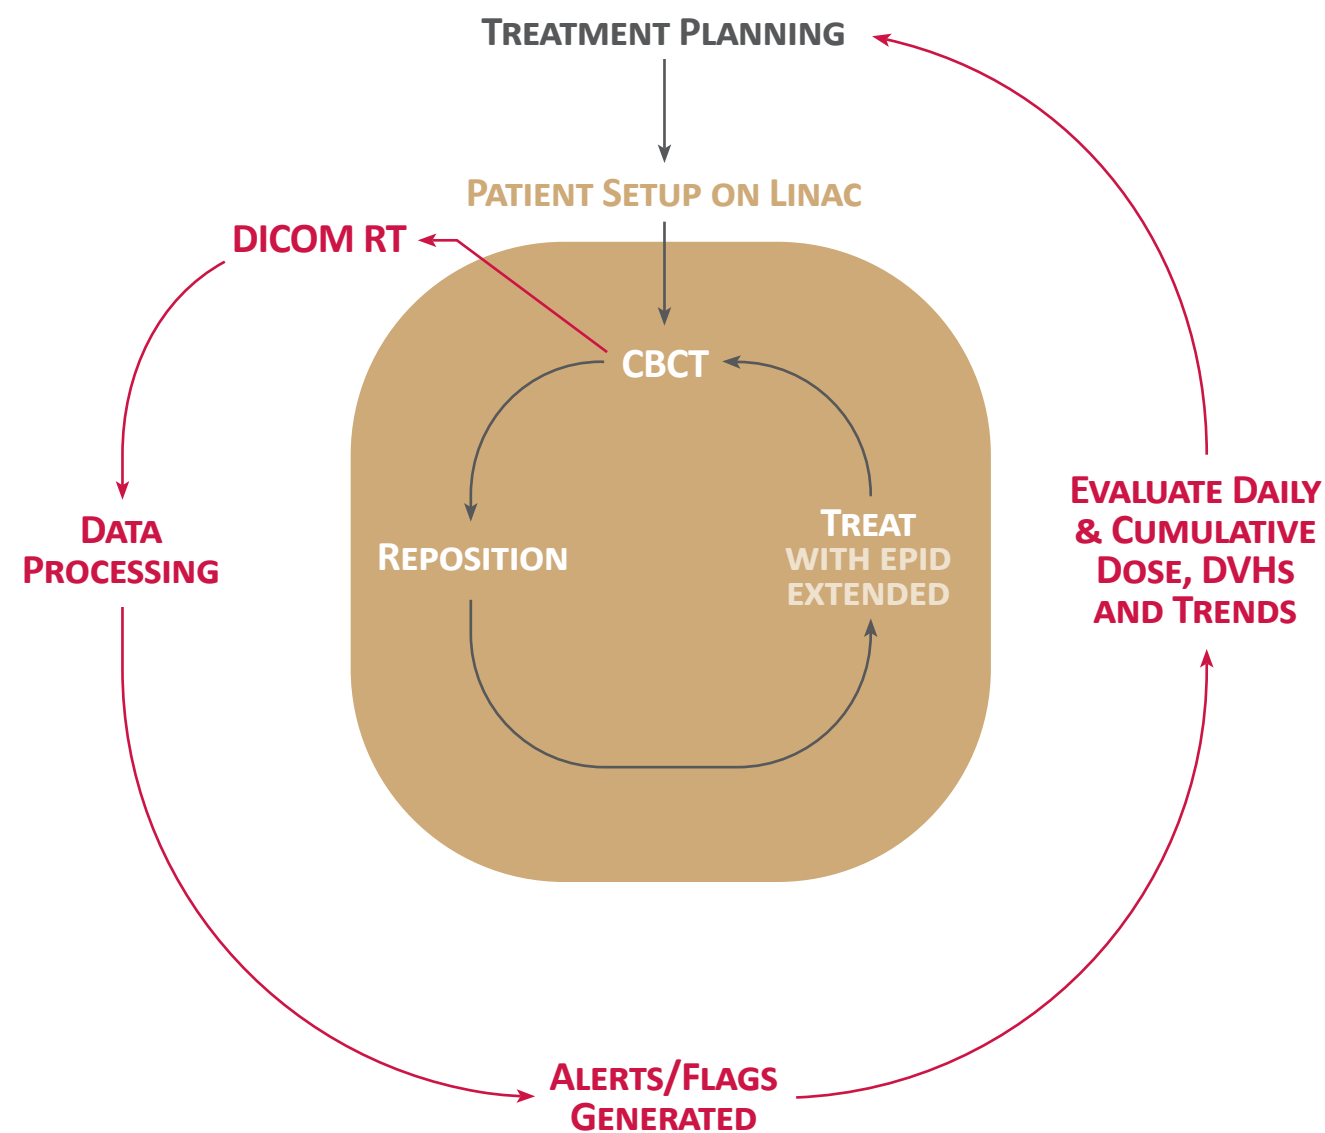 TREATMENT PLANNING
PATIENT SETUP ON LINAC
DICOM RT
CBCT
REPOSITION
TREAT
WITH EPID
EXTENDED
DATA
PROCESSING
EVALUATE DAILY
& CUMULATIVE
DOSE, DVHS
AND TRENDS
ALERTS/FLAGS
GENERATED